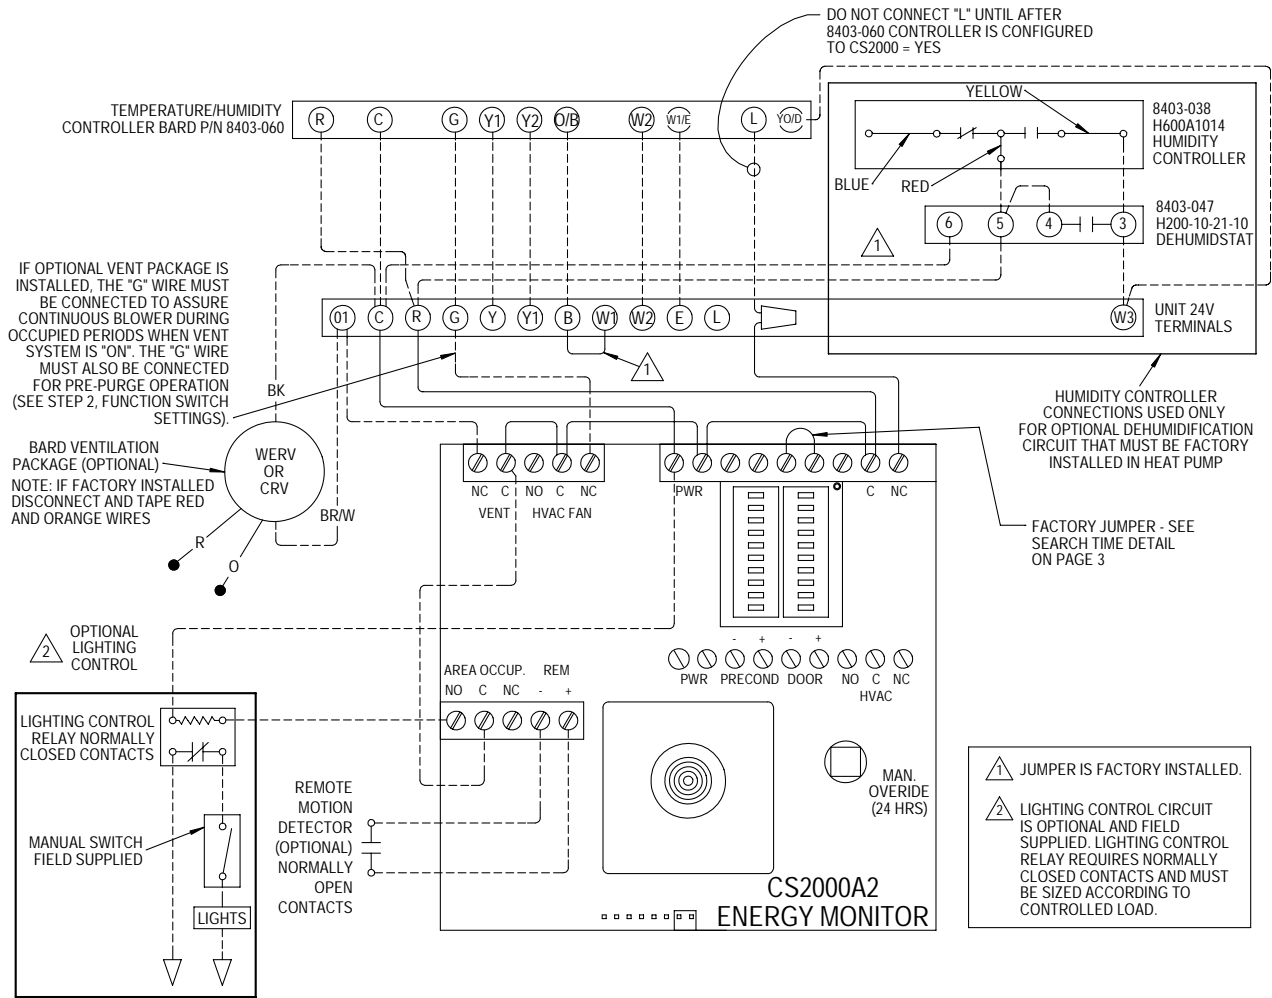 DO NOT CONNECT "L" UNTIL AFTER
8403-060 CONTROLLER IS CONFIGURED
TO CS2000 = YES
TEMPERATURE/HUMIDITY
CONTROLLER BARD P/N 8403-060
R C G Y1 Y2 O/B W2 W1/E L YO/D
YELLOW
BLUE
RED
8403-038
H600A1014
HUMIDITY
CONTROLLER
6 5 4 3
8403-047
H200-10-21-10
DEHUMIDSTAT
1
IF OPTIONAL VENT PACKAGE IS
INSTALLED, THE "G" WIRE MUST
BE CONNECTED TO ASSURE
CONTINUOUS BLOWER DURING
OCCUPIED PERIODS WHEN VENT
SYSTEM IS "ON". THE "G" WIRE
MUST ALSO BE CONNECTED
FOR PRE-PURGE OPERATION
(SEE STEP 2, FUNCTION SWITCH
SETTINGS).
01 C R G Y Y1 B W1 W2 E L W3
UNIT 24V
TERMINALS
1
HUMIDITY CONTROLLER
CONNECTIONS USED ONLY
FOR OPTIONAL DEHUMIDIFICATION
CIRCUIT THAT MUST BE FACTORY
INSTALLED IN HEAT PUMP
BK
BARD VENTILATION
PACKAGE (OPTIONAL)
NOTE: IF FACTORY INSTALLED
DISCONNECT AND TAPE RED
AND ORANGE WIRES
WERV
OR
CRV
BR/W
R
O
NC C NO C NC
VENT HVAC FAN
PWR C NC
FACTORY JUMPER - SEE
SEARCH TIME DETAIL
ON PAGE 3
- + - +
PWR PRECOND DOOR NO C NC
HVAC
2
OPTIONAL
LIGHTING
CONTROL
AREA OCCUP. REM
NO C NC - +
LIGHTING CONTROL
RELAY NORMALLY
CLOSED CONTACTS
MANUAL SWITCH
FIELD SUPPLIED
LIGHTS
REMOTE
MOTION
DETECTOR
(OPTIONAL)
NORMALLY
OPEN
CONTACTS
MAN.
OVERIDE
(24 HRS)
CS2000A2
ENERGY MONITOR
1 JUMPER IS FACTORY INSTALLED.
2 LIGHTING CONTROL CIRCUIT
IS OPTIONAL AND FIELD
SUPPLIED. LIGHTING CONTROL
RELAY REQUIRES NORMALLY
CLOSED CONTACTS AND MUST
BE SIZED ACCORDING TO
CONTROLLED LOAD.